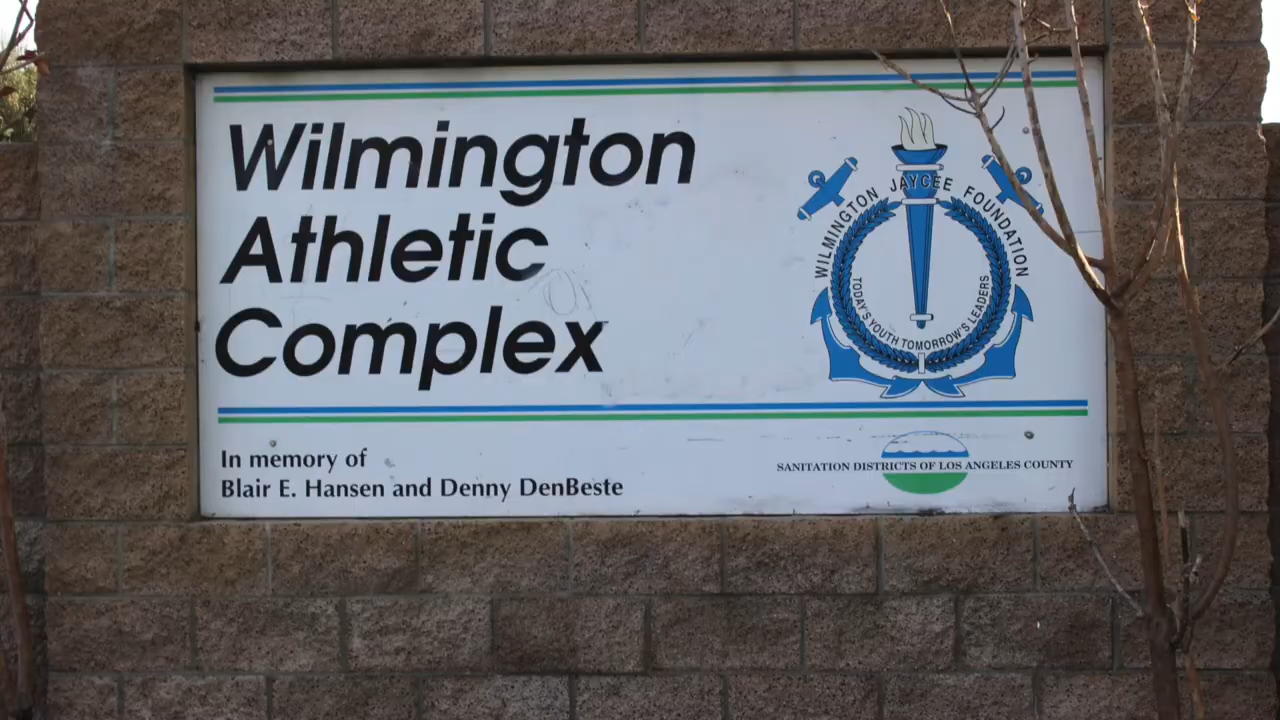 Wilmington
Athletic
Complex
WILMINGTON JAYCEE FOUNDATION
TODAY'S YOUTH TOMORROW'S LEADERS
In memory of
Blair E. Hansen and Denny DenBeste
SANITATION DISTRICTS OF LOS ANGELES COUNTY